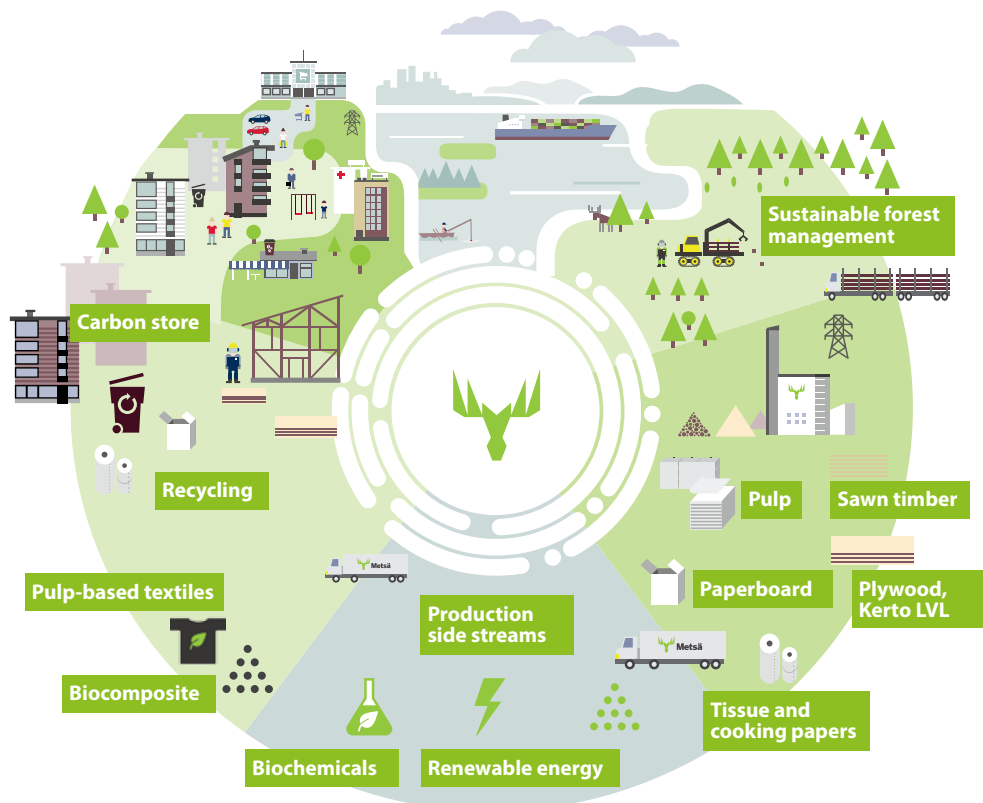 Sustainable forest
management
Carbon store
Recycling
Pulp
Sawn timber
Metsä
Pulp-based textiles
Production
side streams
Paperboard
Plywood,
Kerto LVL
Metsä
Biocomposite
Tissue and
cooking papers
Biochemicals
Renewable energy